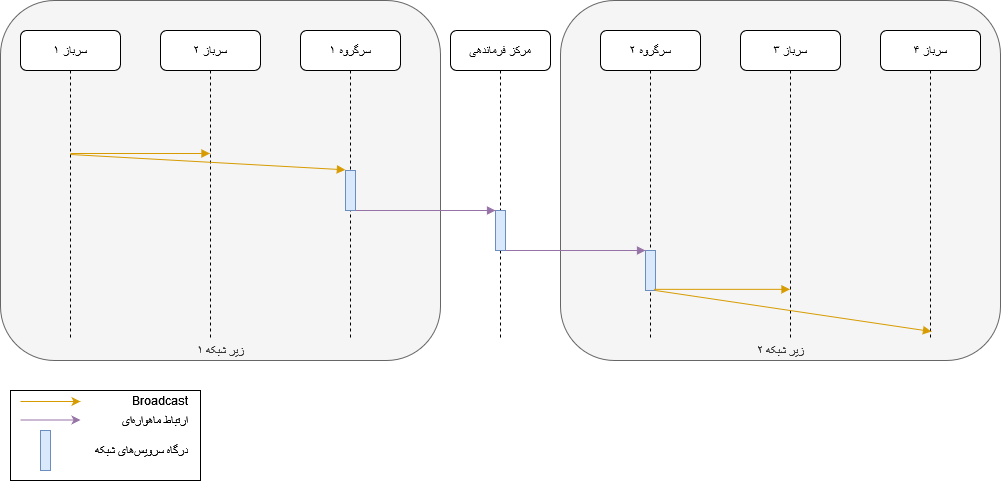 سرباز ۱
سرباز ۲
سرگروه ۱
مرکز فرماندهی
سرگروه ۲
سرباز ۳
سرباز ۴
زیر شبکه ۱
زیر شبکه ۲
Broadcast
ارتباط ماهواره‌ای
درگاه سرویس‌های شبکه